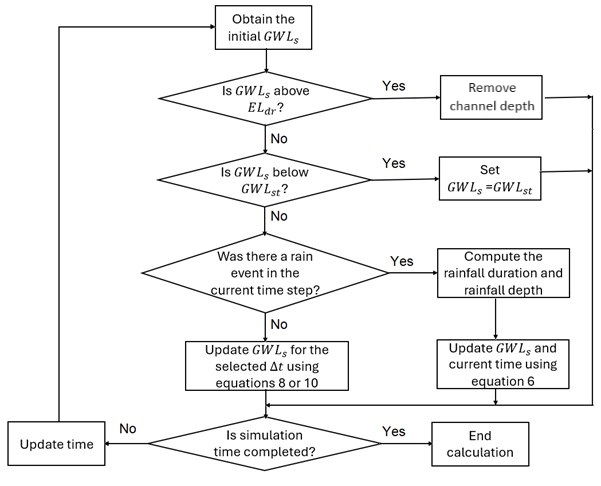 Obtain the
initial GWLₛ
Is GWLₛ above
EL_dr?
Yes
Remove
channel depth
No
Is GWLₛ below
GWL_st?
Yes
Set
GWLₛ =GWL_st
No
Was there a rain
event in the
current time step?
Yes
Compute the
rainfall duration and
rainfall depth
No
Update GWLₛ for the
selected Δt using
equations 8 or 10
Update GWLₛ and
current time using
equation 6
Is simulation
time completed?
No
Update time
Yes
End
calculation